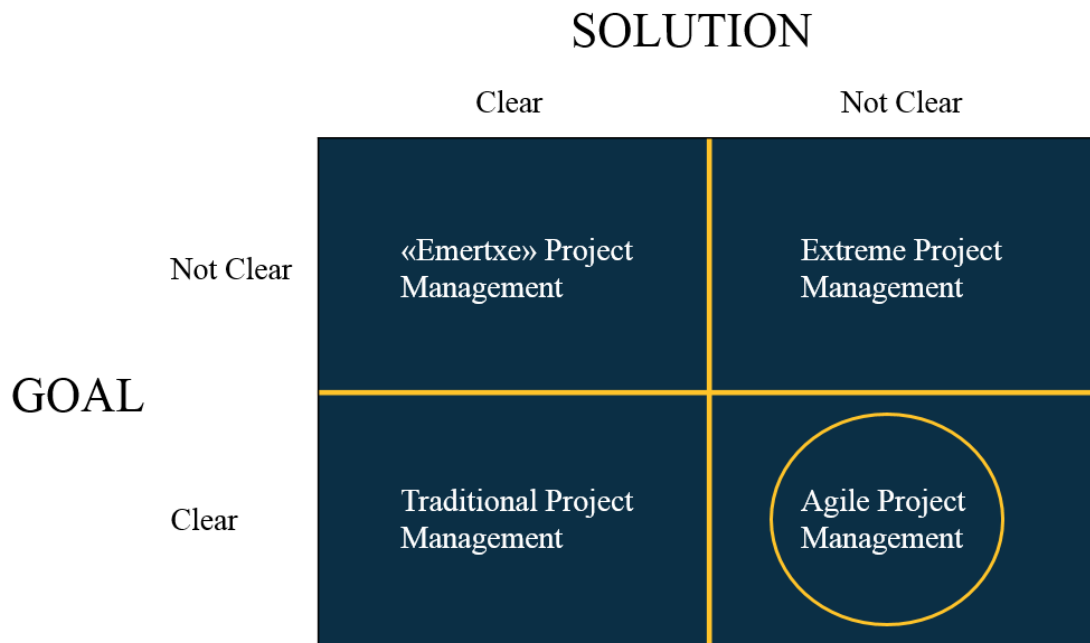 SOLUTION
Clear
Not Clear
Not Clear
«Emertxe» Project
Management
Extreme Project
Management
GOAL
Clear
Traditional Project
Management
Agile Project
Management